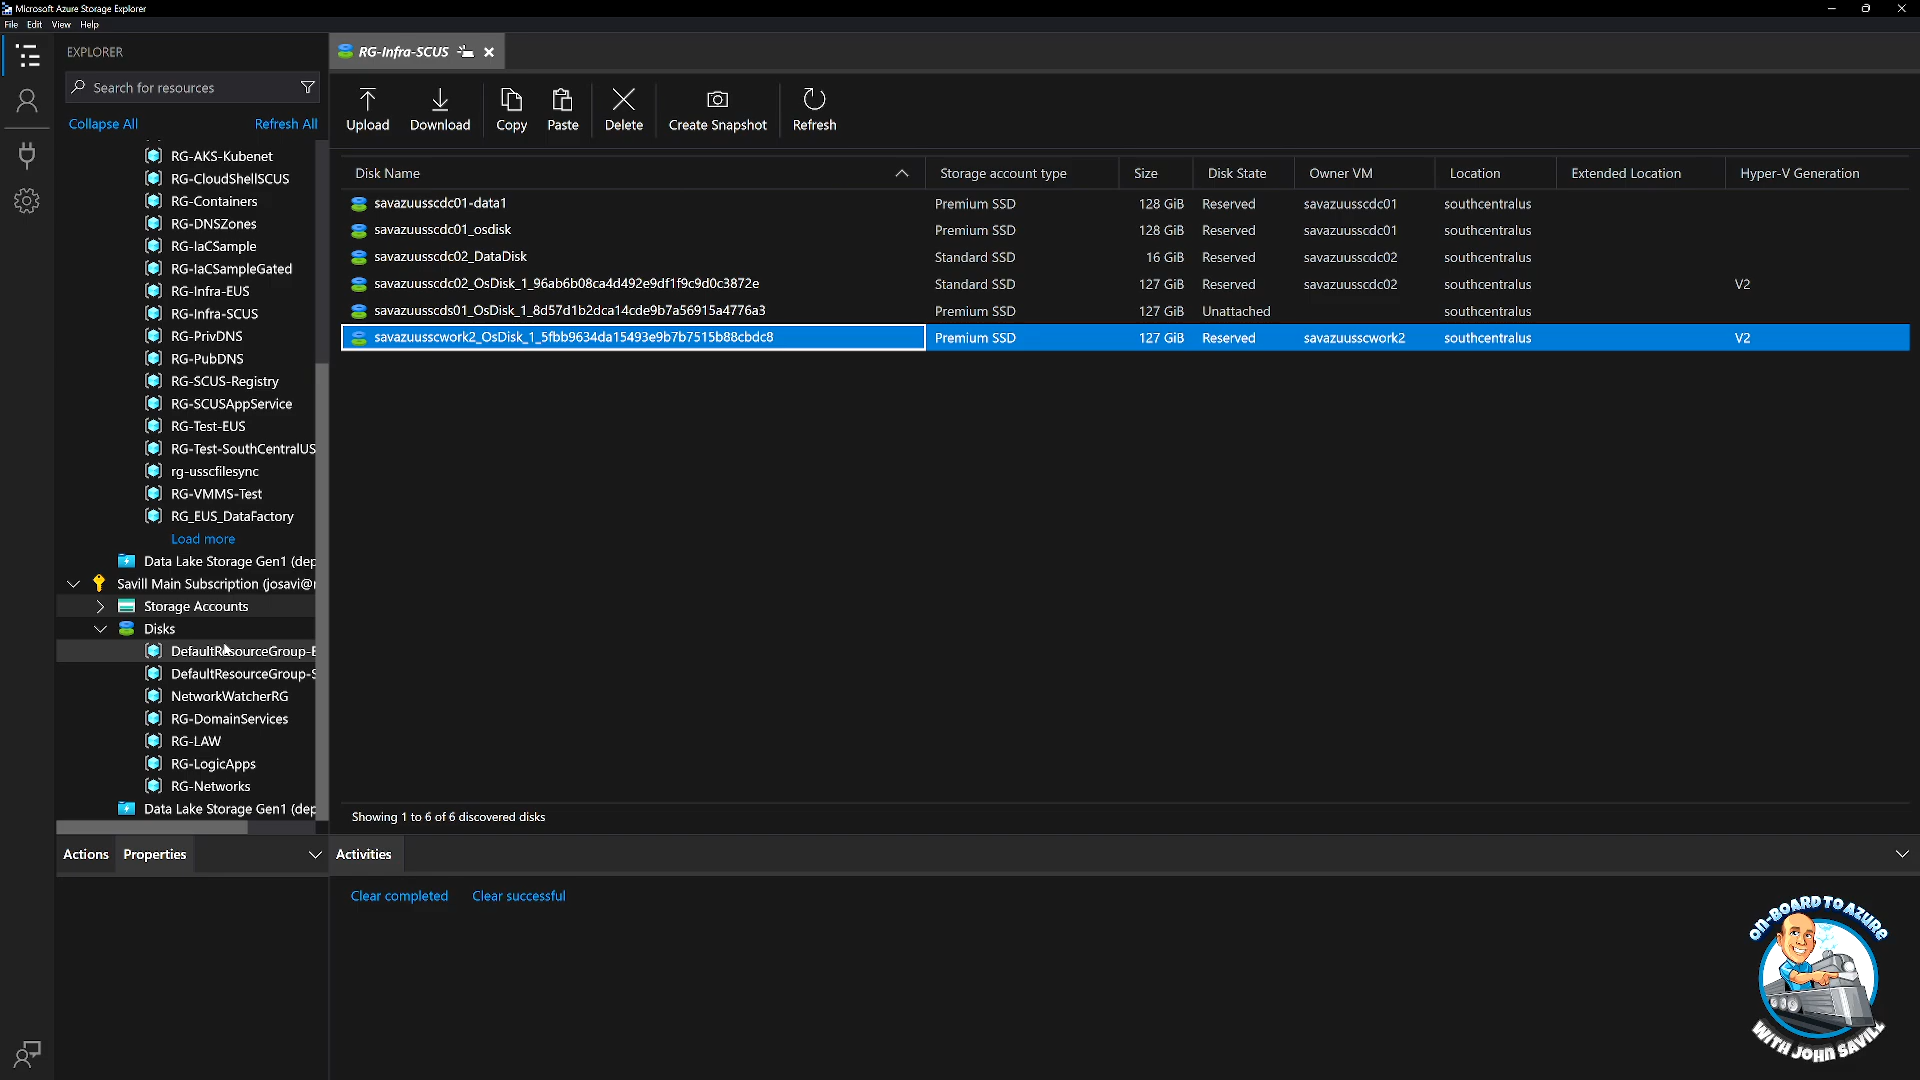 Microsoft Azure Storage Explorer
File Edit View Help
EXPLORER
Search for resources
Collapse All Refresh All
RG-AKS-Kubenet
RG-CloudShellSCUS
RG-Containers
RG-DNSZones
RG-IaCSample
RG-IaCSampleGated
RG-Infra-EUS
RG-Infra-SCUS
RG-PrivDNS
RG-PubDNS
RG-SCUS-Registry
RG-SCUSAppService
RG-Test-EUS
RG-Test-SouthCentralUS
rg-usscfilesync
RG-VMMS-Test
RG_EUS_DataFactory
Load more
Data Lake Storage Gen1 (dep
Savill Main Subscription (josavi@
Storage Accounts
Disks
DefaultResourceGroup-E
DefaultResourceGroup-S
NetworkWatcherRG
RG-DomainServices
RG-LAW
RG-LogicApps
RG-Networks
Data Lake Storage Gen1 (dep
Actions Properties
RG-Infra-SCUS
Upload Download Copy Paste Delete Create Snapshot Refresh
Disk Name Storage account type Size Disk State Owner VM Location Extended Location Hyper-V Generation
savazuusscdc01-data1 Premium SSD 128 GiB Reserved savazuusscdc01 southcentralus
savazuusscdc01_osdisk Premium SSD 128 GiB Reserved savazuusscdc01 southcentralus
savazuusscdc02_DataDisk Standard SSD 16 GiB Reserved savazuusscdc02 southcentralus
savazuusscdc02_OsDisk_1_96ab6b08ca4d492e9df1f9c9d0c3872e Standard SSD 127 GiB Reserved savazuusscdc02 southcentralus V2
savazuusscds01_OsDisk_1_8d57d1b2dca14cde9b7a56915a4776a3 Premium SSD 127 GiB Unattached southcentralus
savazuusscwork2_OsDisk_1_5fbb9634da15493e9b7b7515b88cbdc8 Premium SSD 127 GiB Reserved savazuusscwork2 southcentralus V2
Showing 1 to 6 of 6 discovered disks
Activities
Clear completed Clear successful
ON-BOARD TO AZURE
WITH JOHN SAVILL